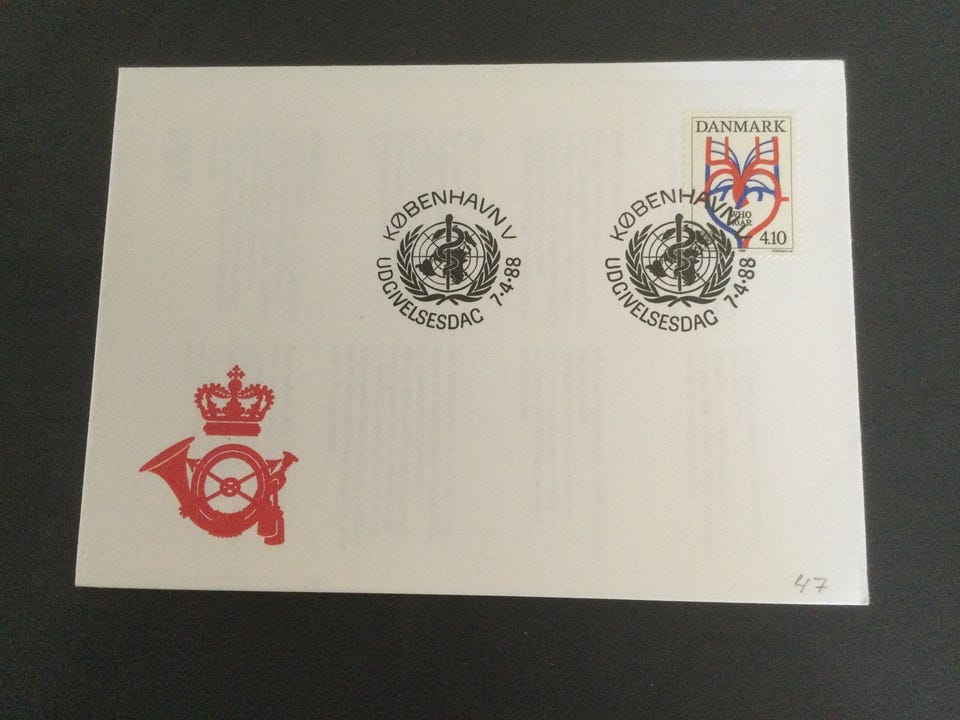 DANMARK
WHO
40 ÅR
4.10
KØBENHAVN V
UDGIVELSESDAG 7·4·88
KØBENHAVN V
UDGIVELSESDAG 7·4·88
47